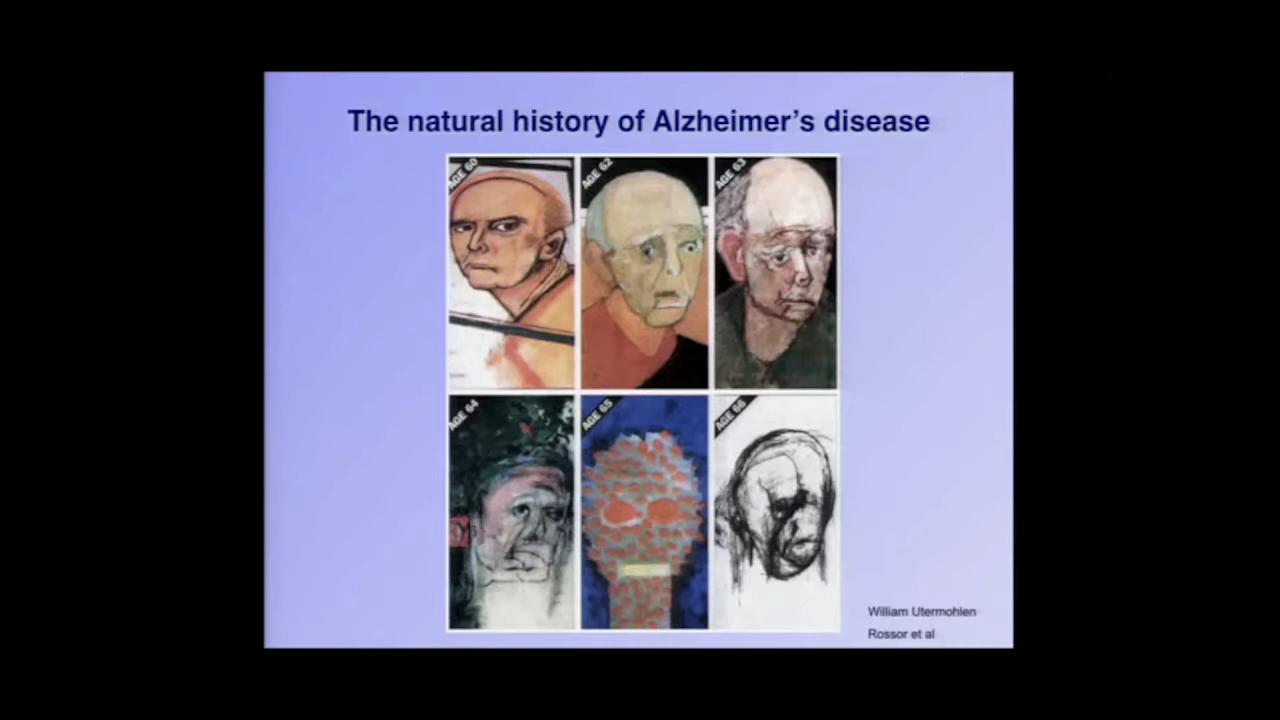 The natural history of Alzheimer's disease
AGE 60
AGE 62
AGE 63
AGE 64
AGE 65
AGE 66
William Utermohlen
Rossor et al